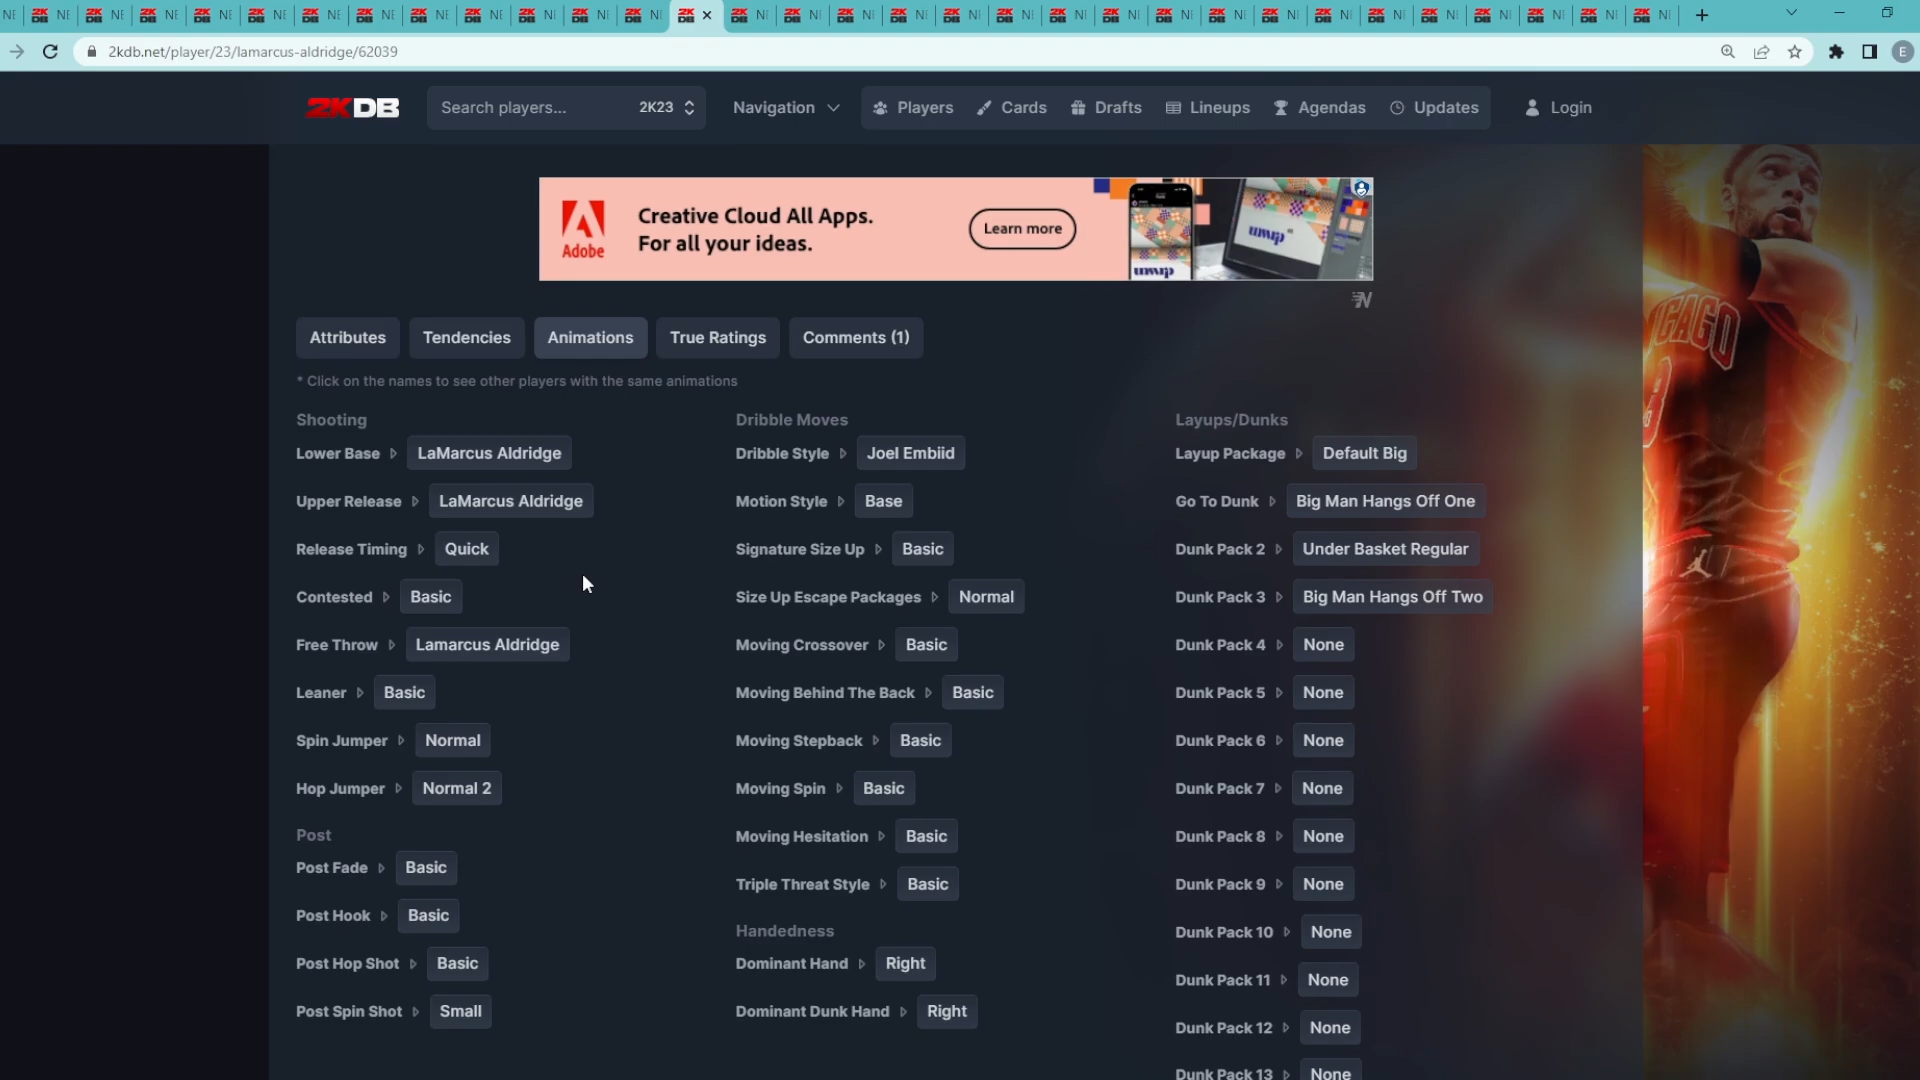 2kdb.net/player/23/lamarcus-aldridge/62039
E
2KDB
Search players...
2K23
Navigation
Players
Cards
Drafts
Lineups
Agendas
Updates
Login
Adobe
Creative Cloud All Apps.
For all your ideas.
Learn more
Attributes
Tendencies
Animations
True Ratings
Comments (1)
* Click on the names to see other players with the same animations
Shooting
Lower Base LaMarcus Aldridge
Upper Release LaMarcus Aldridge
Release Timing Quick
Contested Basic
Free Throw Lamarcus Aldridge
Leaner Basic
Spin Jumper Normal
Hop Jumper Normal 2
Post
Post Fade Basic
Post Hook Basic
Post Hop Shot Basic
Post Spin Shot Small
Dribble Moves
Dribble Style Joel Embiid
Motion Style Base
Signature Size Up Basic
Size Up Escape Packages Normal
Moving Crossover Basic
Moving Behind The Back Basic
Moving Stepback Basic
Moving Spin Basic
Moving Hesitation Basic
Triple Threat Style Basic
Handedness
Dominant Hand Right
Dominant Dunk Hand Right
Layups/Dunks
Layup Package Default Big
Go To Dunk Big Man Hangs Off One
Dunk Pack 2 Under Basket Regular
Dunk Pack 3 Big Man Hangs Off Two
Dunk Pack 4 None
Dunk Pack 5 None
Dunk Pack 6 None
Dunk Pack 7 None
Dunk Pack 8 None
Dunk Pack 9 None
Dunk Pack 10 None
Dunk Pack 11 None
Dunk Pack 12 None
Dunk Pack 13 None